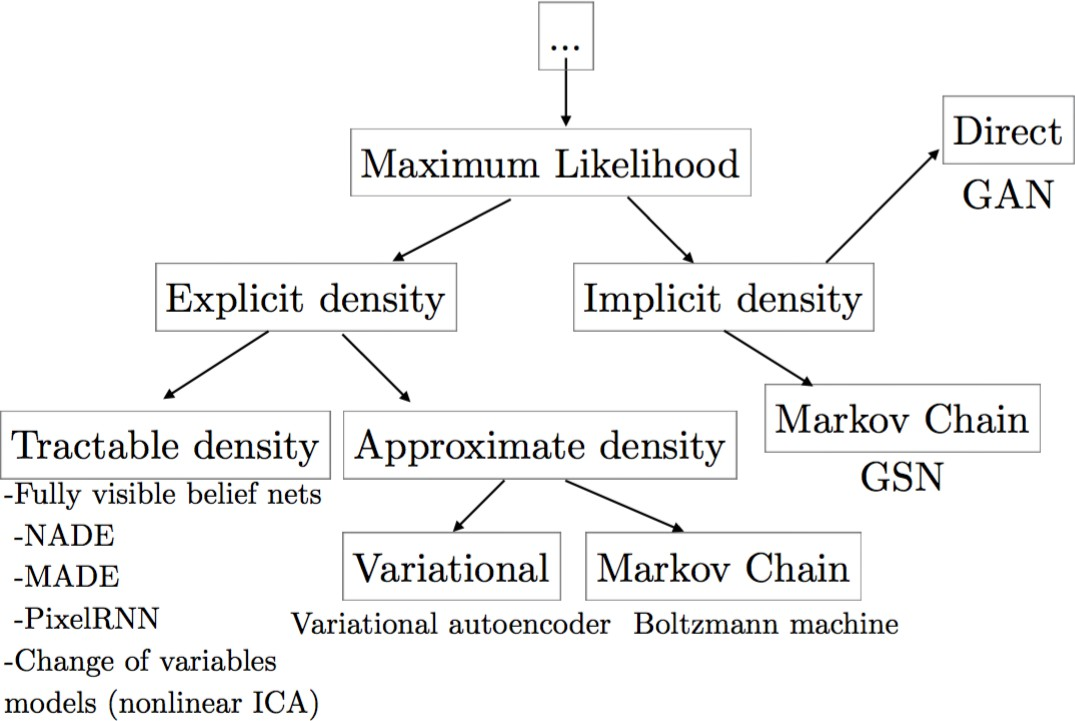 ...
Maximum Likelihood
Direct
GAN
Explicit density
Implicit density
Tractable density
-Fully visible belief nets
-NADE
-MADE
-PixelRNN
-Change of variables
models (nonlinear ICA)
Approximate density
Variational
Variational autoencoder
Markov Chain
Boltzmann machine
Markov Chain
GSN